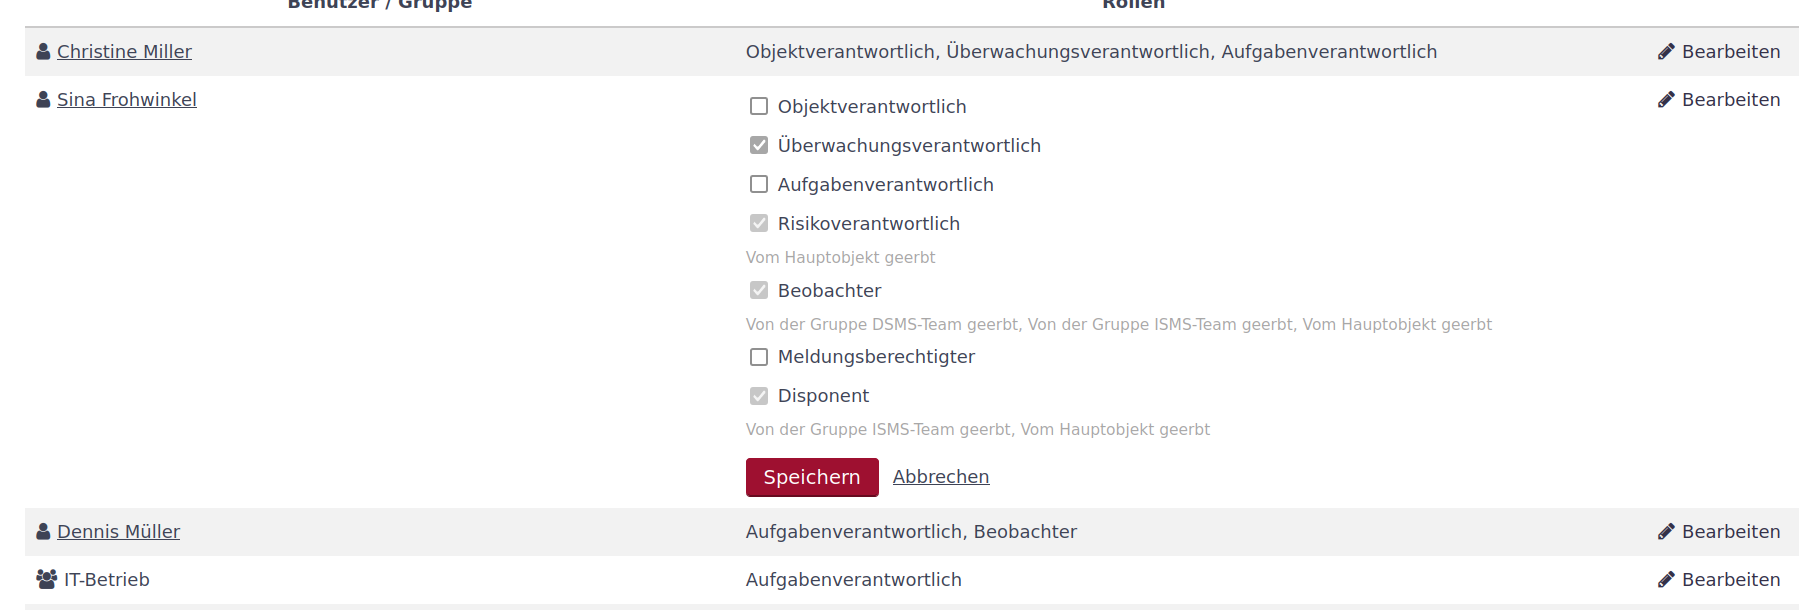 Benutzer / Gruppe Rollen
Christine Miller Objektverantwortlich, Überwachungsverantwortlich, Aufgabenverantwortlich Bearbeiten
Sina Frohwinkel Bearbeiten
Objektverantwortlich
Überwachungsverantwortlich
Aufgabenverantwortlich
Risikoverantwortlich
Vom Hauptobjekt geerbt
Beobachter
Von der Gruppe DSMS-Team geerbt, Von der Gruppe ISMS-Team geerbt, Vom Hauptobjekt geerbt
Meldungsberechtigter
Disponent
Von der Gruppe ISMS-Team geerbt, Vom Hauptobjekt geerbt
Speichern Abbrechen
Dennis Müller Aufgabenverantwortlich, Beobachter Bearbeiten
IT-Betrieb Aufgabenverantwortlich Bearbeiten